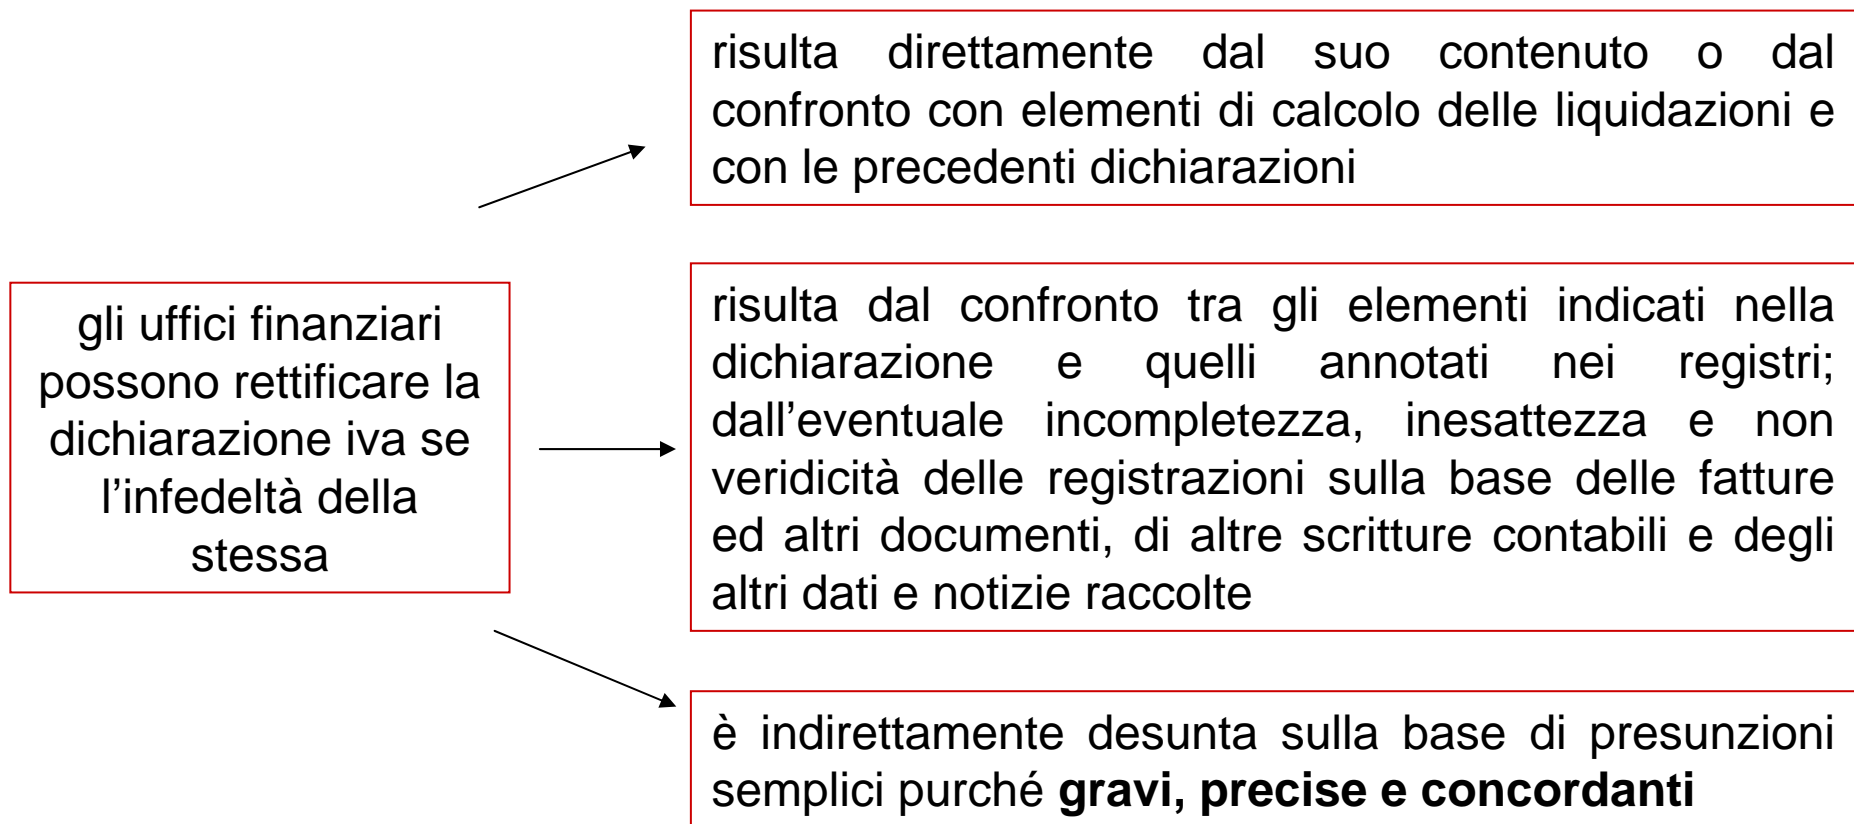 gli uffici finanziari
possono rettificare la
dichiarazione iva se
l’infedeltà della
stessa
risulta direttamente dal suo contenuto o dal
confronto con elementi di calcolo delle liquidazioni e
con le precedenti dichiarazioni
risulta dal confronto tra gli elementi indicati nella
dichiarazione e quelli annotati nei registri;
dall’eventuale incompletezza, inesattezza e non
veridicità delle registrazioni sulla base delle fatture
ed altri documenti, di altre scritture contabili e degli
altri dati e notizie raccolte
è indirettamente desunta sulla base di presunzioni
semplici purché gravi, precise e concordanti